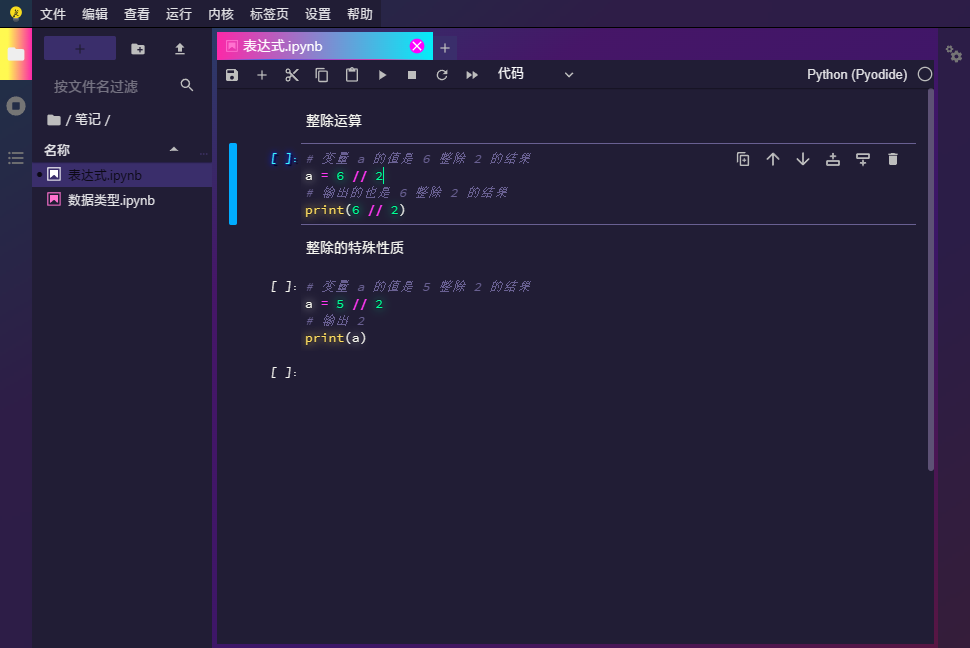 文件 编辑 查看 运行 内核 标签页 设置 帮助
表达式.ipynb
代码
Python (Pyodide)
按文件名过滤
/ 笔记 /
名称
表达式.ipynb
数据类型.ipynb
整除运算
[ ]: # 变量 a 的值是 6 整除 2 的结果
a = 6 // 2
# 输出的也是 6 整除 2 的结果
print(6 // 2)
整除的特殊性质
[ ]: # 变量 a 的值是 5 整除 2 的结果
a = 5 // 2
# 输出 2
print(a)
[ ]: